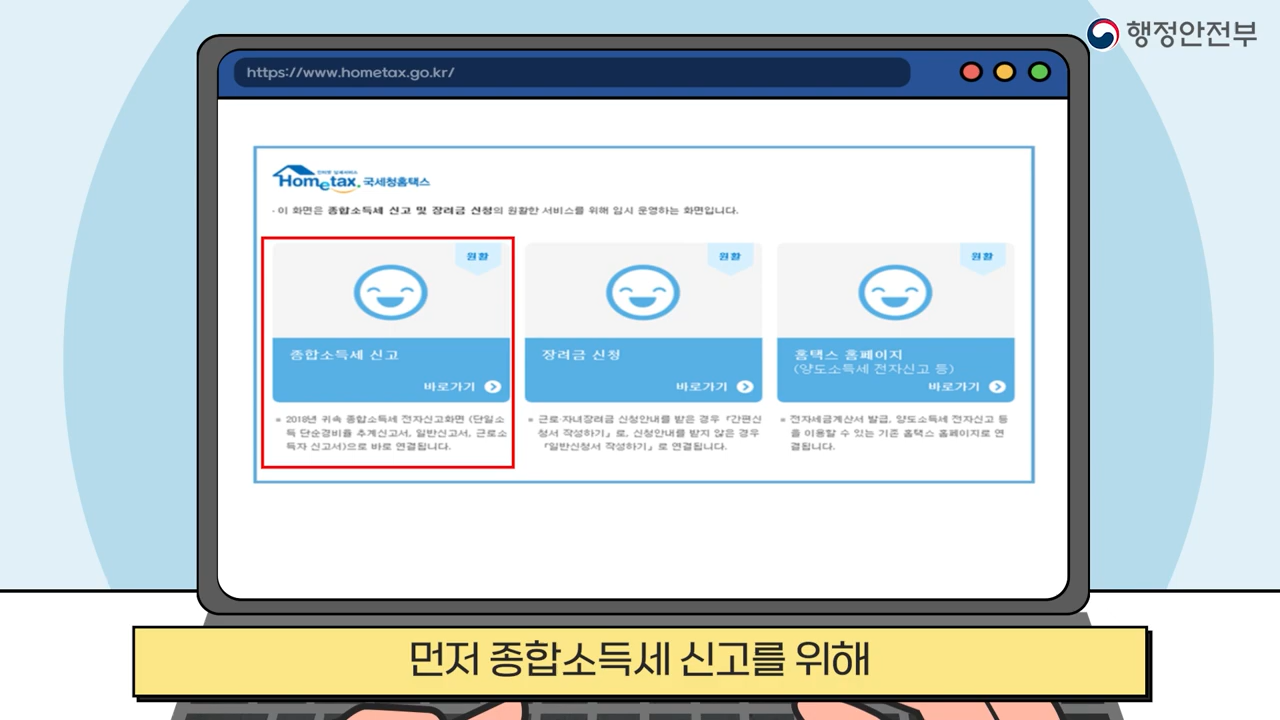 행정안전부
https://www.hometax.go.kr/
Hometax. 국세청홈택스
· 이 화면은 종합소득세 신고 및 장려금 신청의 원활한 서비스를 위해 임시 운영하는 화면입니다.
원활
종합소득세 신고
바로가기
2018년 귀속 종합소득세 전자신고화면 (단일소
득 단순경비율 추계신고서, 일반신고서, 근로소
득자 신고서)으로 바로 연결됩니다.
원활
장려금 신청
바로가기
근로·자녀장려금 신청안내를 받은 경우 『간편신
청서 작성하기』로, 신청안내를 받지 않은 경우
『일반신청서 작성하기』로 연결됩니다.
원활
홈택스 홈페이지
(양도소득세 전자신고 등)
바로가기
전자세금계산서 발급, 양도소득세 전자신고 등
을 이용할 수 있는 기존 홈택스 홈페이지로 연
결됩니다.
먼저 종합소득세 신고를 위해